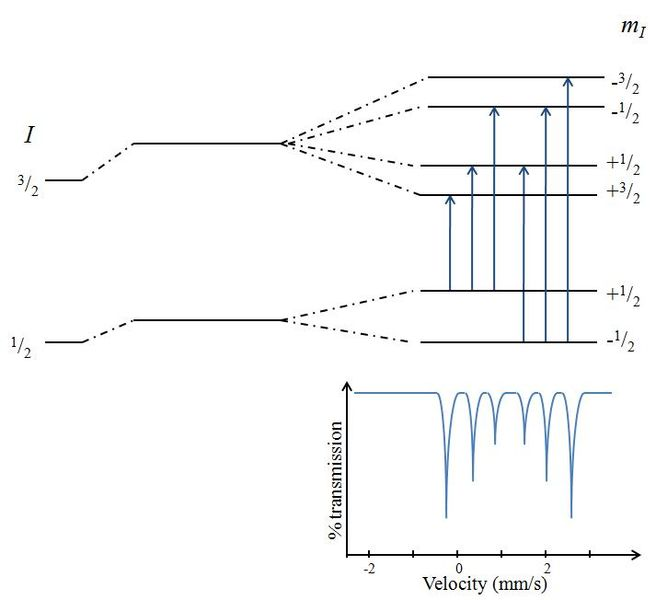 m_I
-3/2
-1/2
I
+1/2
3/2
+3/2
+1/2
1/2
-1/2
% transmission
-2 0 2
Velocity (mm/s)